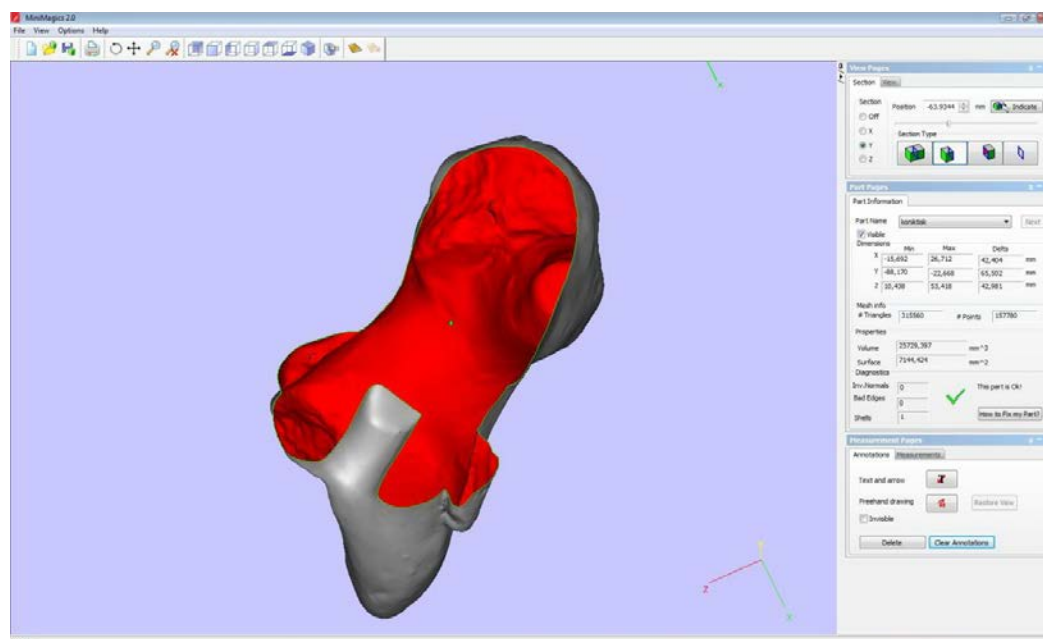 MiniMagics 2.0
File View Options Help
View Pages
Section View
Section
Position -63,9344 mm Indicate
Off
X
Section Type
Y
Z
Part Pages
Part Information
Part Name Next
Visible
Dimensions
Min Max Delta
X -15,692 26,712 42,404 mm
Y -88,170 -22,668 65,502 mm
Z 10,438 53,418 42,981 mm
Mesh info
# Triangles 315560 # Points 157780
Properties
Volume 25729,397 mm^3
Surface 7144,424 mm^2
Diagnostics
Inv.Normals 0 This part is Ok!
Bad Edges 0
Shells 1 How to Fix my Part?
Measurement Pages
Annotations Measurements
Text and arrow
Freehand drawing Restore View
Invisible
Delete Clear Annotations
X
Y
Z
X